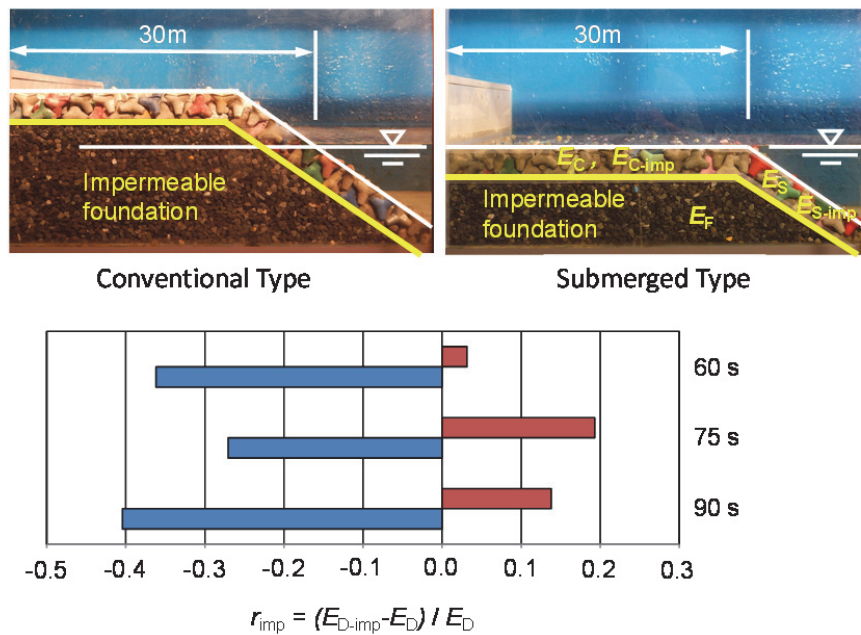 30m
30m
Impermeable
foundation
E_C , E_C-imp
E_S
E_S-imp
Impermeable
foundation
E_F
Conventional Type
Submerged Type
60 s
75 s
90 s
-0.5 -0.4 -0.3 -0.2 -0.1 0.0 0.1 0.2 0.3
r_imp = (E_D-imp-E_D) / E_D